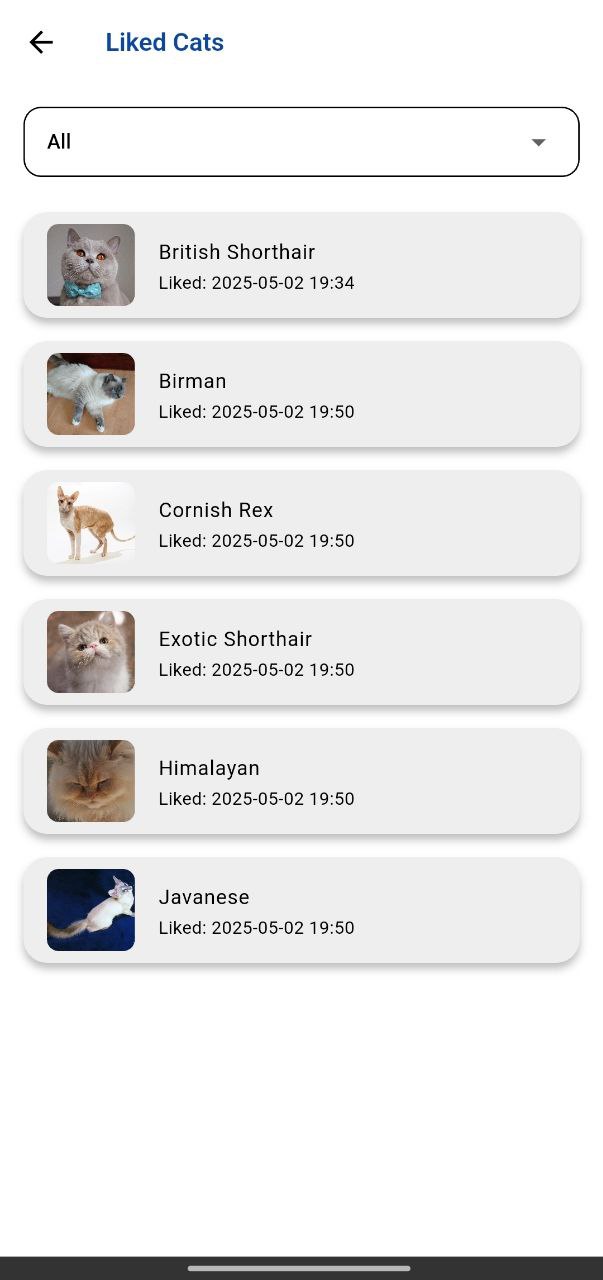 Liked Cats
All
British Shorthair
Liked: 2025-05-02 19:34
Birman
Liked: 2025-05-02 19:50
Cornish Rex
Liked: 2025-05-02 19:50
Exotic Shorthair
Liked: 2025-05-02 19:50
Himalayan
Liked: 2025-05-02 19:50
Javanese
Liked: 2025-05-02 19:50